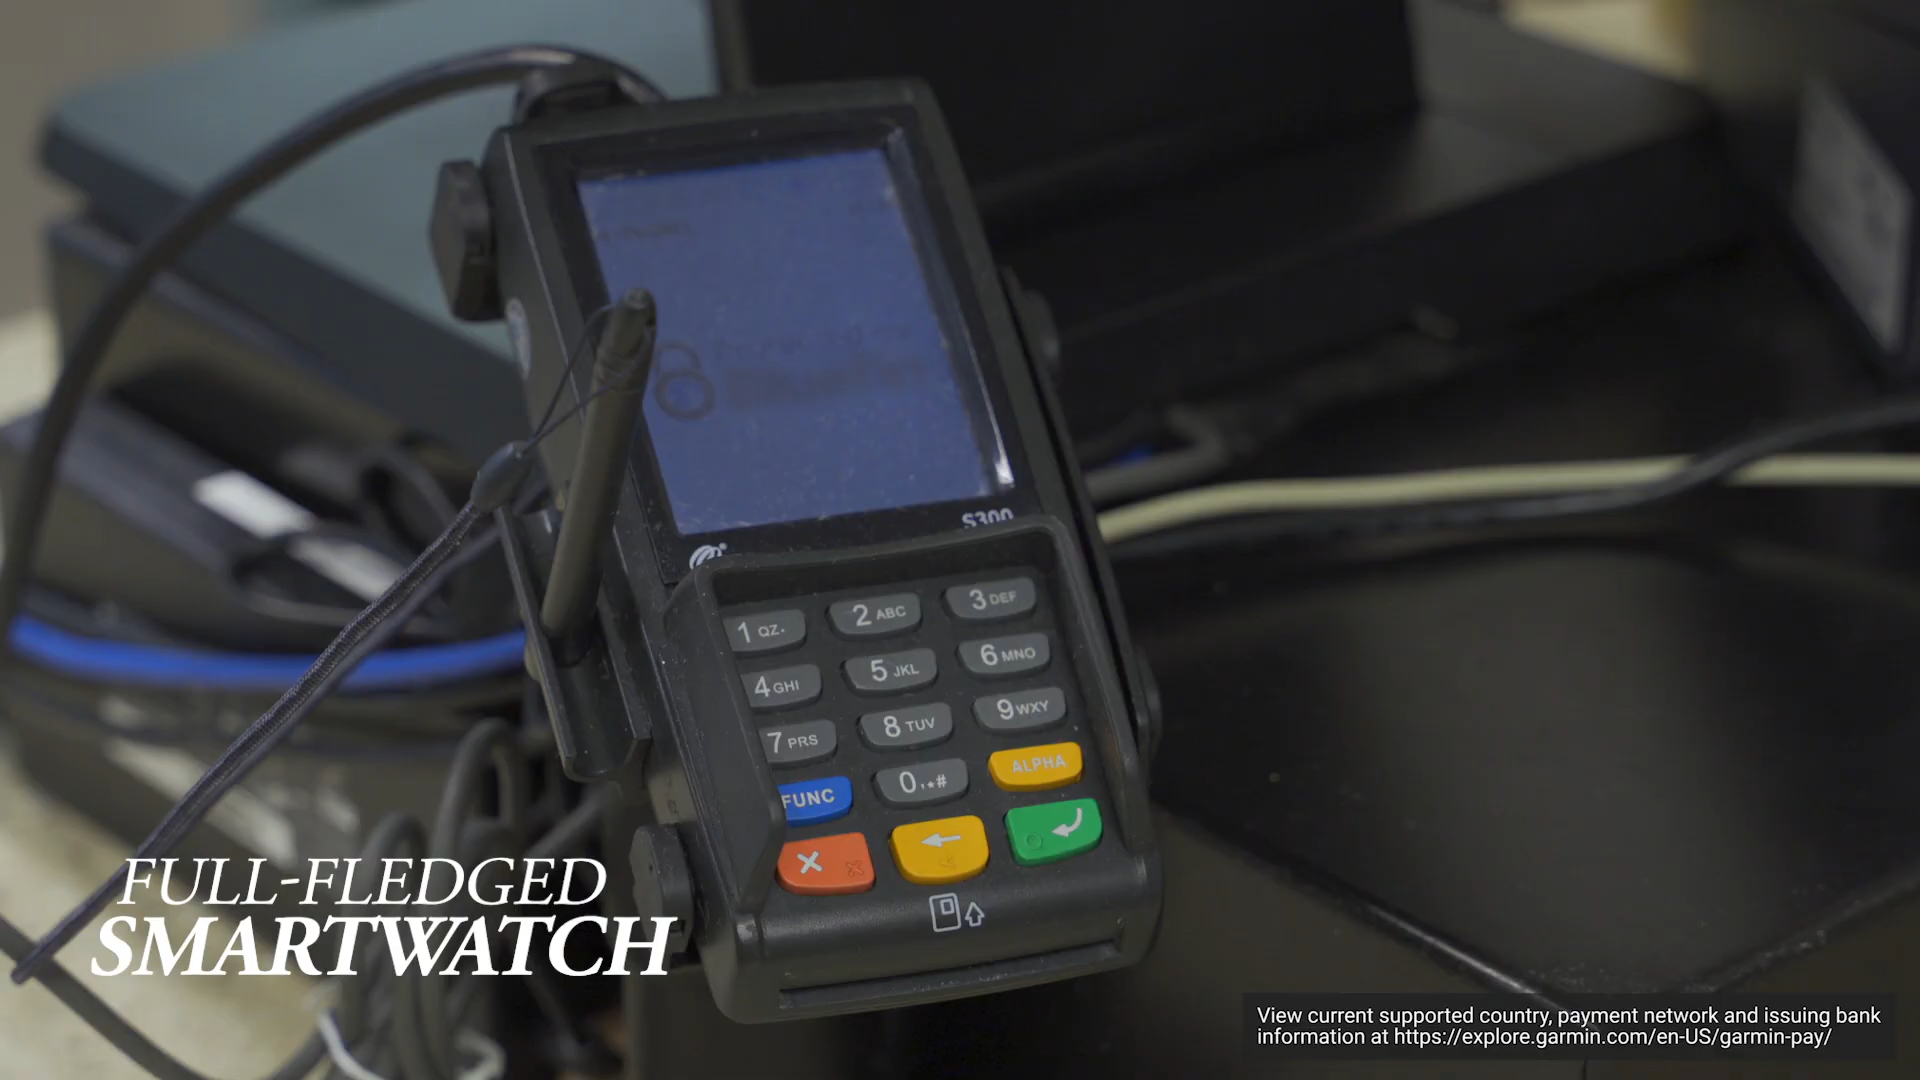 S300
1 QZ.
2 ABC
3 DEF
4 GHI
5 JKL
6 MNO
7 PRS
8 TUV
9 WXY
FUNC
0,*#
ALPHA
FULL-FLEDGED
SMARTWATCH
View current supported country, payment network and issuing bank
information at https://explore.garmin.com/en-US/garmin-pay/